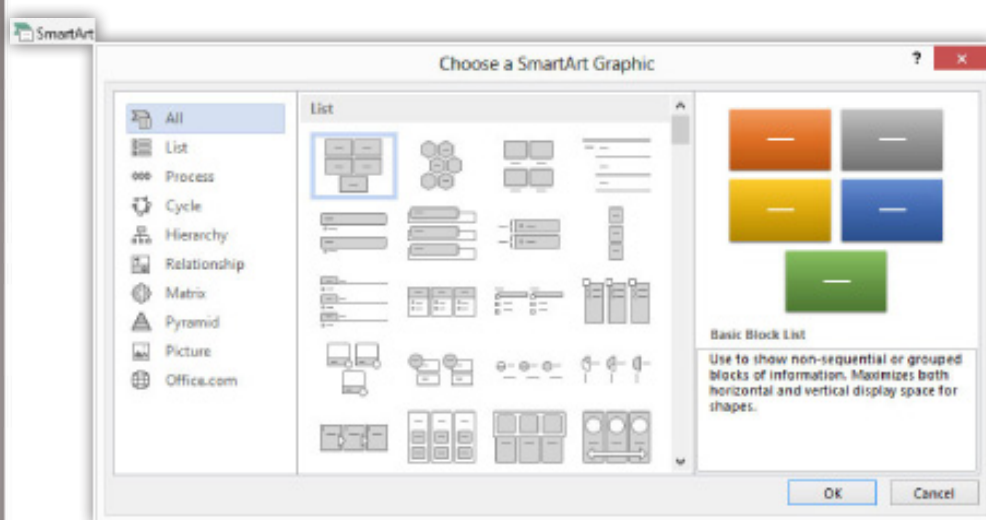 SmartArt
Choose a SmartArt Graphic
?
All
List
Process
Cycle
Hierarchy
Relationship
Matrix
Pyramid
Picture
Office.com
List
Basic Block List
Use to show non-sequential or grouped
blocks of information. Maximizes both
horizontal and vertical display space for
shapes.
OK
Cancel